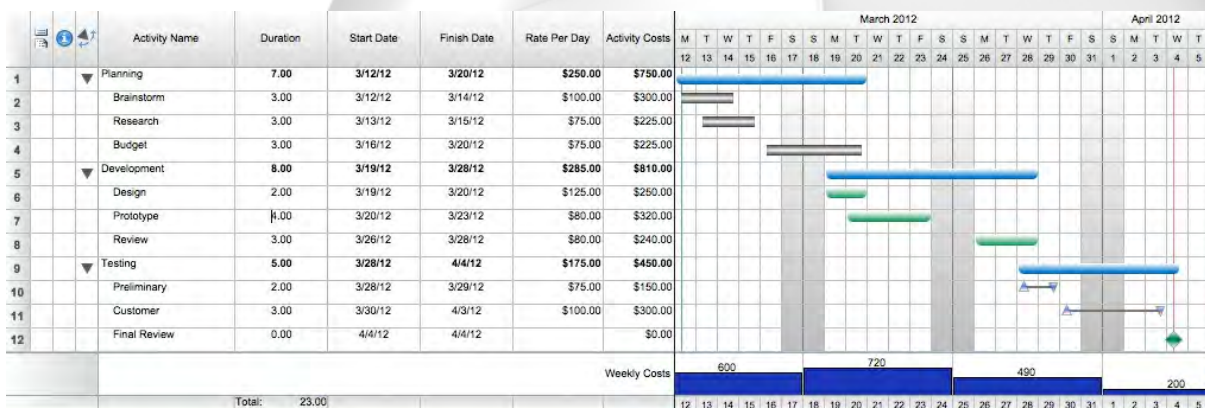 March 2012 April 2012
Activity Name Duration Start Date Finish Date Rate Per Day Activity Costs M T W T F S S M T W T F S S M T W T F S S M T W T
12 13 14 15 16 17 18 19 20 21 22 23 24 25 26 27 28 29 30 31 1 2 3 4 5
1 Planning 7.00 3/12/12 3/20/12 $250.00 $750.00
2 Brainstorm 3.00 3/12/12 3/14/12 $100.00 $300.00
3 Research 3.00 3/13/12 3/15/12 $75.00 $225.00
4 Budget 3.00 3/16/12 3/20/12 $75.00 $225.00
5 Development 8.00 3/19/12 3/28/12 $285.00 $810.00
6 Design 2.00 3/19/12 3/20/12 $125.00 $250.00
7 Prototype 4.00 3/20/12 3/23/12 $80.00 $320.00
8 Review 3.00 3/26/12 3/28/12 $80.00 $240.00
9 Testing 5.00 3/28/12 4/4/12 $175.00 $450.00
10 Preliminary 2.00 3/28/12 3/29/12 $75.00 $150.00
11 Customer 3.00 3/30/12 4/3/12 $100.00 $300.00
12 Final Review 0.00 4/4/12 4/4/12 $0.00
Weekly Costs 600 720 490 200
Total: 23.00 12 13 14 15 16 17 18 19 20 21 22 23 24 25 26 27 28 29 30 31 1 2 3 4 5